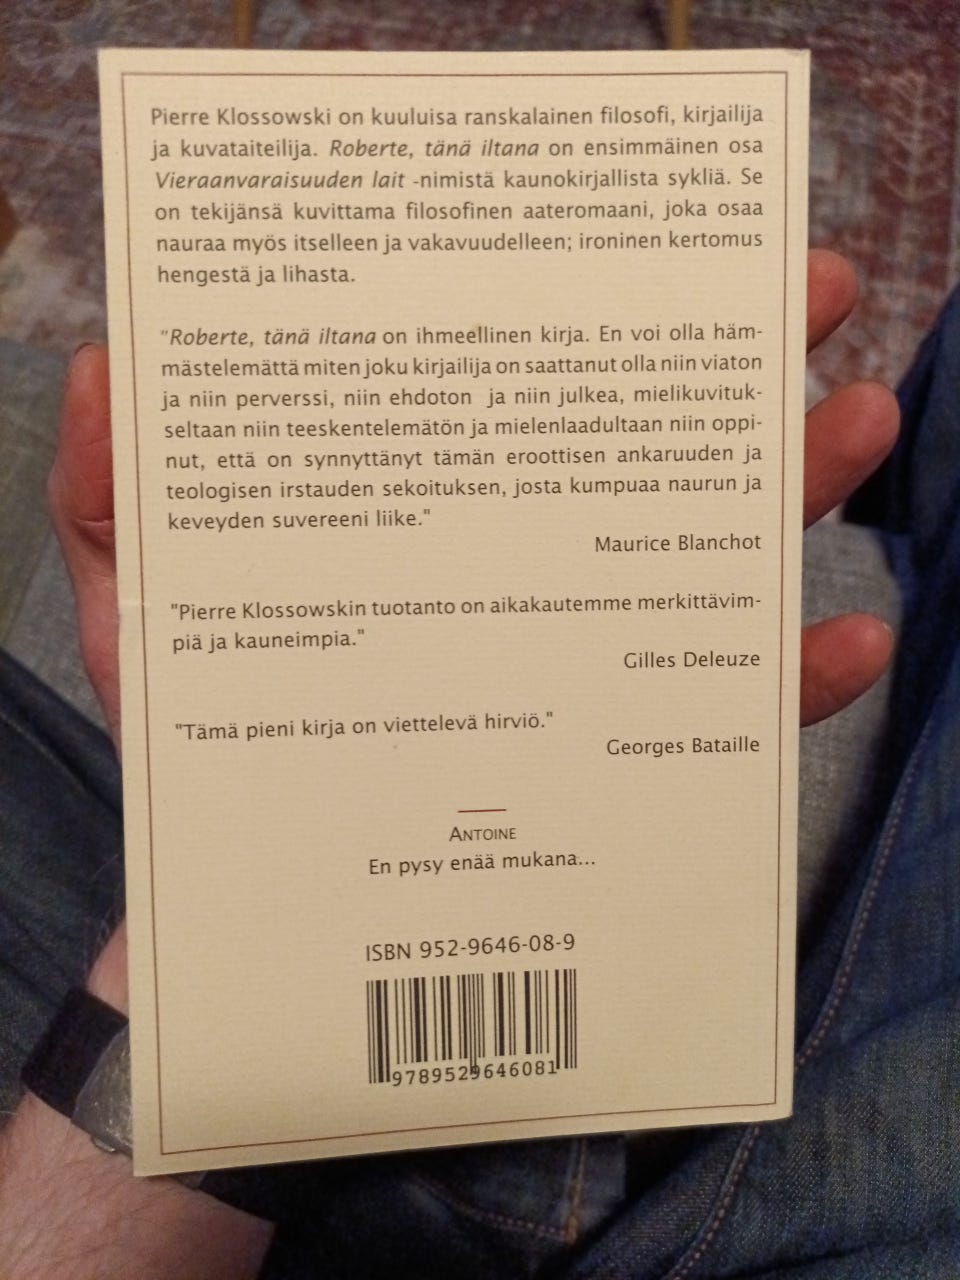 Pierre Klossowski on kuuluisa ranskalainen filosofi, kirjailija
ja kuvataiteilija. Roberte, tänä iltana on ensimmäinen osa
Vieraanvaraisuuden lait -nimistä kaunokirjallista sykliä. Se
on tekijänsä kuvittama filosofinen aateromaani, joka osaa
nauraa myös itselleen ja vakavuudelleen; ironinen kertomus
hengestä ja lihasta.
"Roberte, tänä iltana on ihmeellinen kirja. En voi olla häm-
mästelemättä miten joku kirjailija on saattanut olla niin viaton
ja niin perverssi, niin ehdoton ja niin julkea, mielikuvituk-
seltaan niin teeskentelemätön ja mielenlaadultaan niin oppi-
nut, että on synnyttänyt tämän eroottisen ankaruuden ja
teologisen irstauden sekoituksen, josta kumpuaa naurun ja
keveyden suvereeni liike."
Maurice Blanchot
"Pierre Klossowskin tuotanto on aikakautemme merkittävim-
piä ja kauneimpia."
Gilles Deleuze
"Tämä pieni kirja on viettelevä hirviö."
Georges Bataille
ANTOINE
En pysy enää mukana...
ISBN 952-9646-08-9
9789529646081